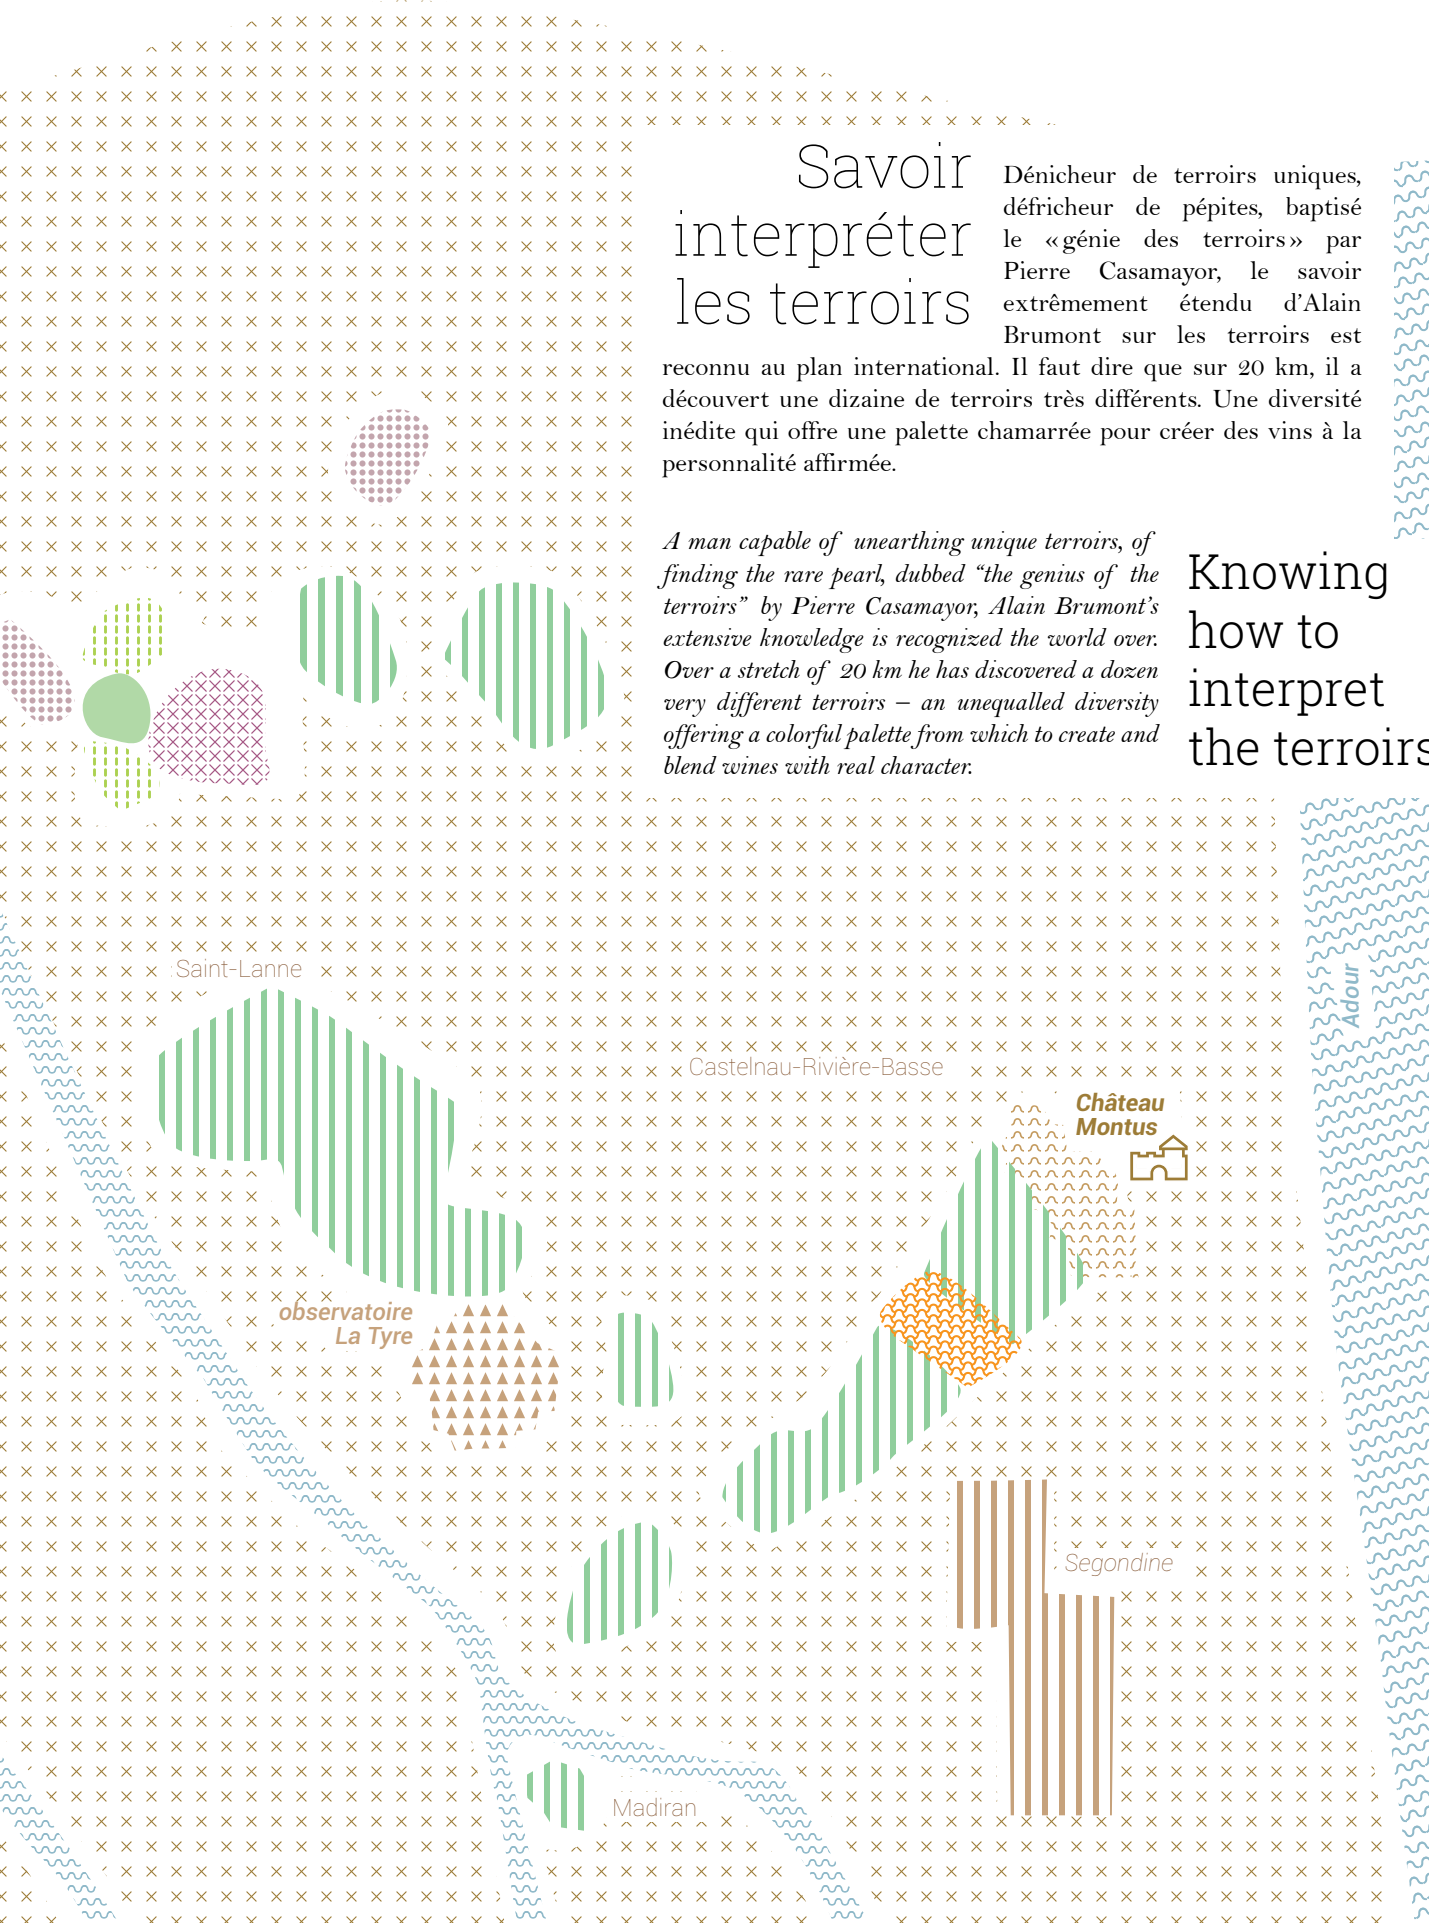 Savoir
interpréter
les terroirs
Dénicheur de terroirs uniques,
défricheur de pépites, baptisé
le «génie des terroirs» par
Pierre Casamayor, le savoir
extrêmement étendu d’Alain
Brumont sur les terroirs est
reconnu au plan international. Il faut dire que sur 20 km, il a
découvert une dizaine de terroirs très différents. Une diversité
inédite qui offre une palette chamarrée pour créer des vins à la
personnalité affirmée.
A man capable of unearthing unique terroirs, of
finding the rare pearl, dubbed “the genius of the
terroirs” by Pierre Casamayor, Alain Brumont’s
extensive knowledge is recognized the world over.
Over a stretch of 20 km he has discovered a dozen
very different terroirs – an unequalled diversity
offering a colorful palette from which to create and
blend wines with real character.
Knowing
how to
interpret
the terroirs
Saint-Lanne
Adour
Castelnau-Rivière-Basse
Château
Montus
observatoire
La Tyre
Segondine
Madiran